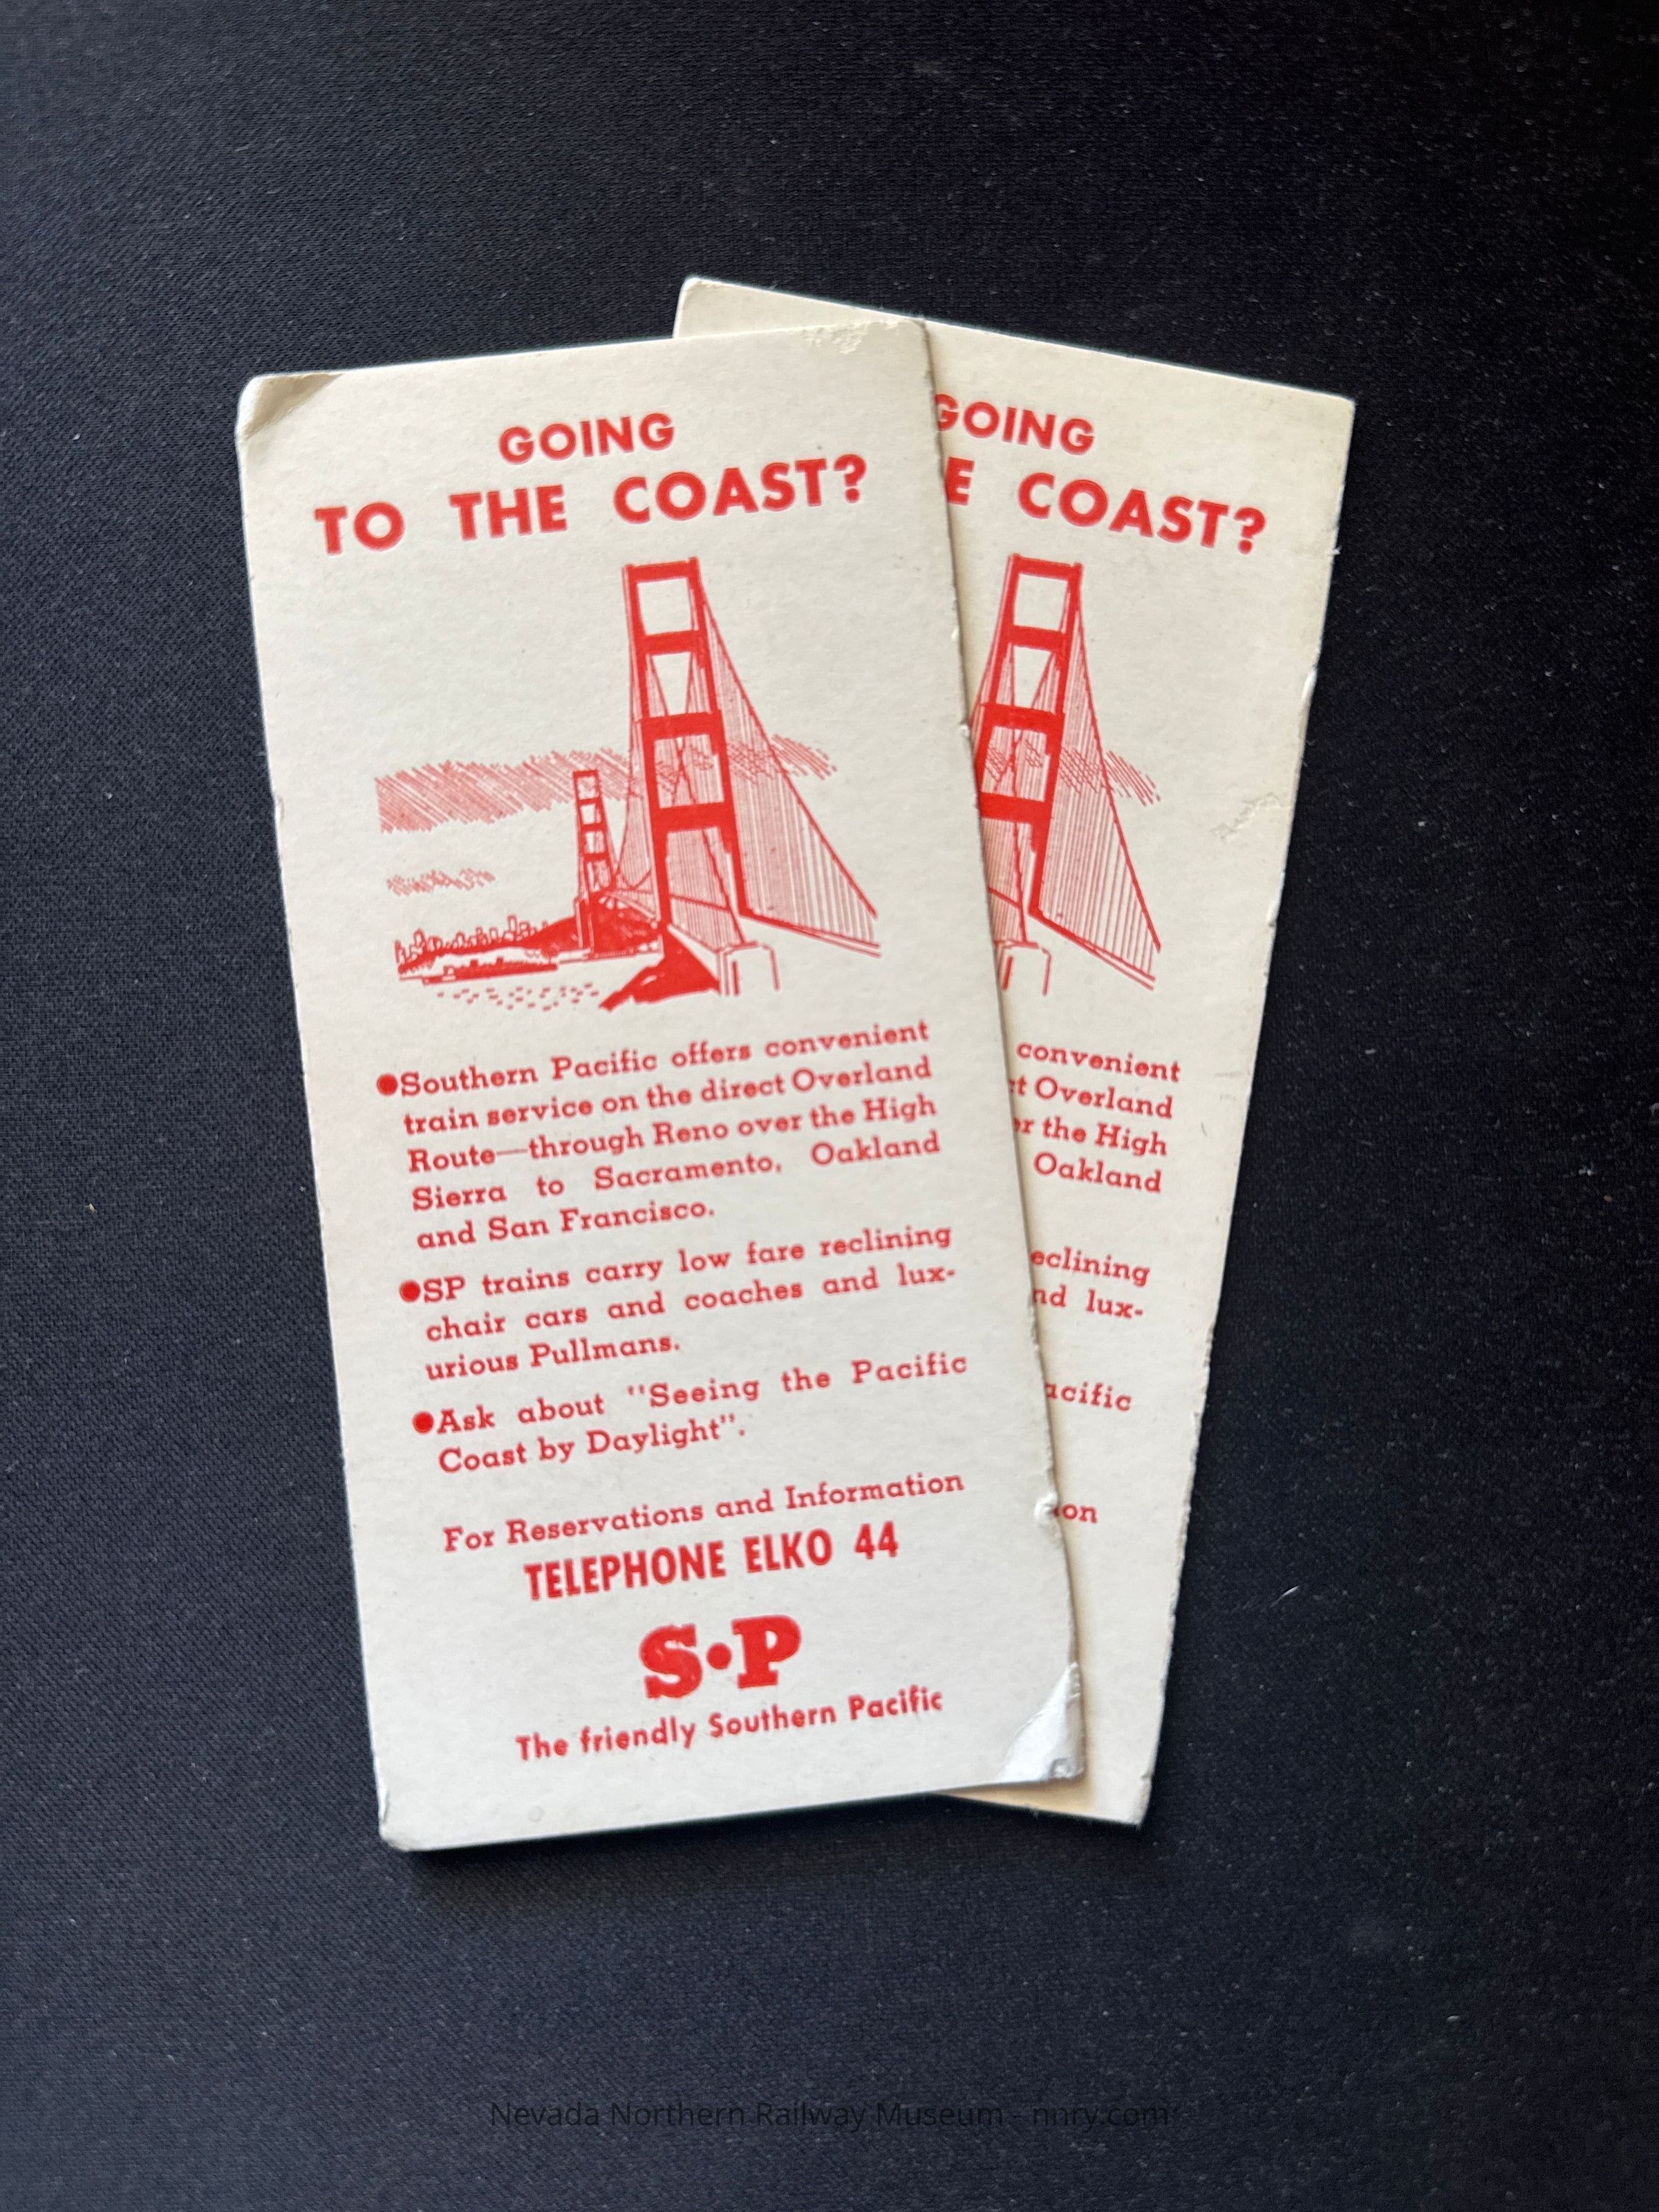 GOING
TO THE COAST?
●Southern Pacific offers convenient
train service on the direct Overland
Route—through Reno over the High
Sierra to Sacramento, Oakland
and San Francisco.
●SP trains carry low fare reclining
chair cars and coaches and lux-
urious Pullmans.
●Ask about "Seeing the Pacific
Coast by Daylight".
For Reservations and Information
TELEPHONE ELKO 44
S•P
The friendly Southern Pacific
GOING
E COAST?
convenient
t Overland
r the High
Oakland
eclining
nd lux-
acific
on
Nevada Northern Railway Museum - nnry.com